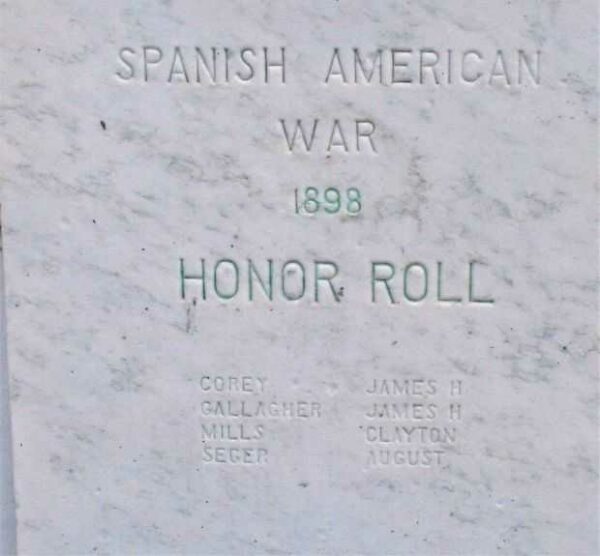 SPANISH AMERICAN
WAR
1898
HONOR ROLL
COREY JAMES H
GALLAGHER JAMES H
MILLS CLAYTON
SEGER AUGUST